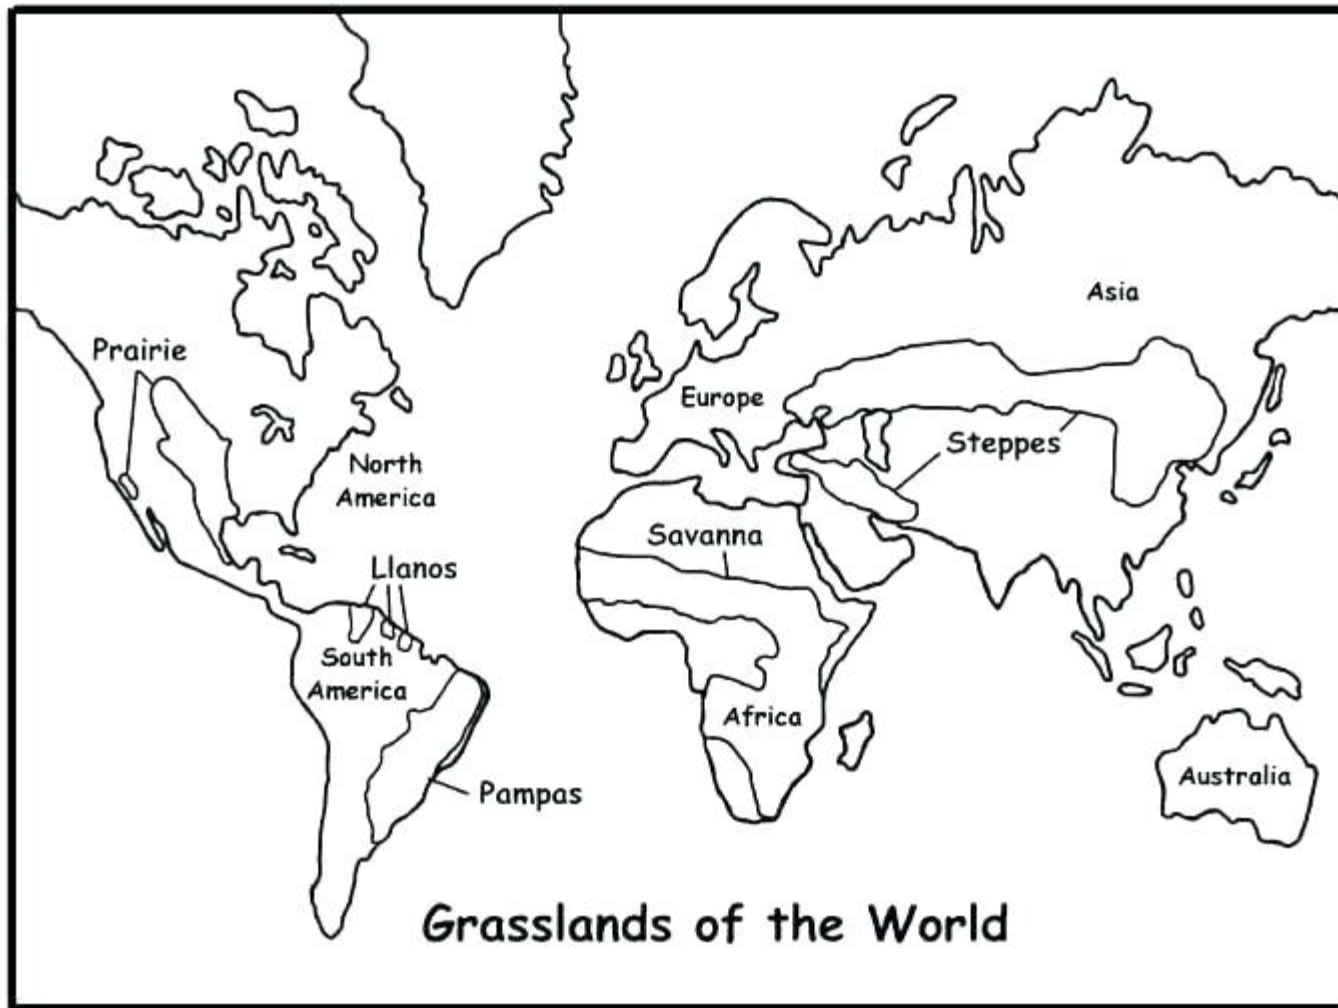 Asia
Prairie
Europe
Steppes
North
America
Savanna
Llanos
South
America
Africa
Australia
Pampas
Grasslands of the World